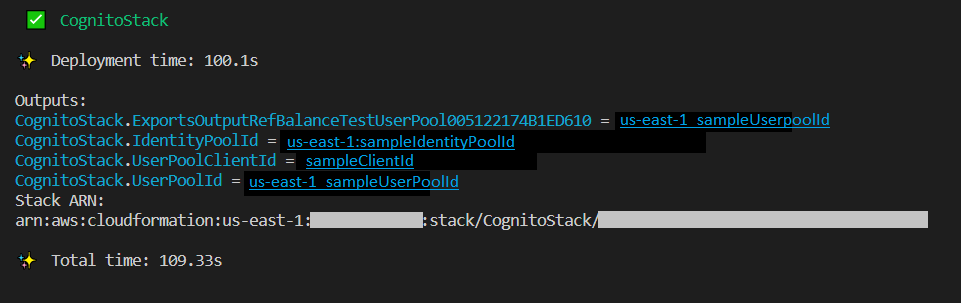 ✅ CognitoStack
✨ Deployment time: 100.1s
Outputs:
CognitoStack.ExportsOutputRefBalanceTestUserPool005122174B1ED610 = us-east-1_sampleUserpoolId
CognitoStack.IdentityPoolId = us-east-1:sampleIdentityPoolId
CognitoStack.UserPoolClientId = sampleClientId
CognitoStack.UserPoolId = us-east-1_sampleUserPoolId
Stack ARN:
arn:aws:cloudformation:us-east-1: :stack/CognitoStack/
✨ Total time: 109.33s